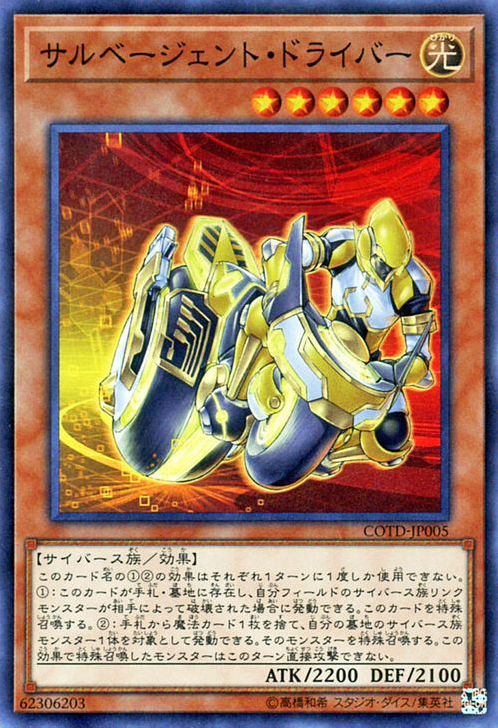 サルベージェント・ドライバー
光
COTD-JP005
【サイバース族／効果】
このカード名の①②の効果はそれぞれ1ターンに1度しか使用できない。
①：このカードが手札・墓地に存在し、自分フィールドのサイバース族リンク
モンスターが相手によって破壊された場合に発動できる。このカードを特殊
召喚する。②：手札から魔法カード1枚を捨て、自分の墓地のサイバース族
モンスター1体を対象として発動できる。そのモンスターを特殊召喚する。この
効果で特殊召喚したモンスターはこのターン直接攻撃できない。
ATK/2200 DEF/2100
62306203
©高橋和希 スタジオ・ダイス/集英社